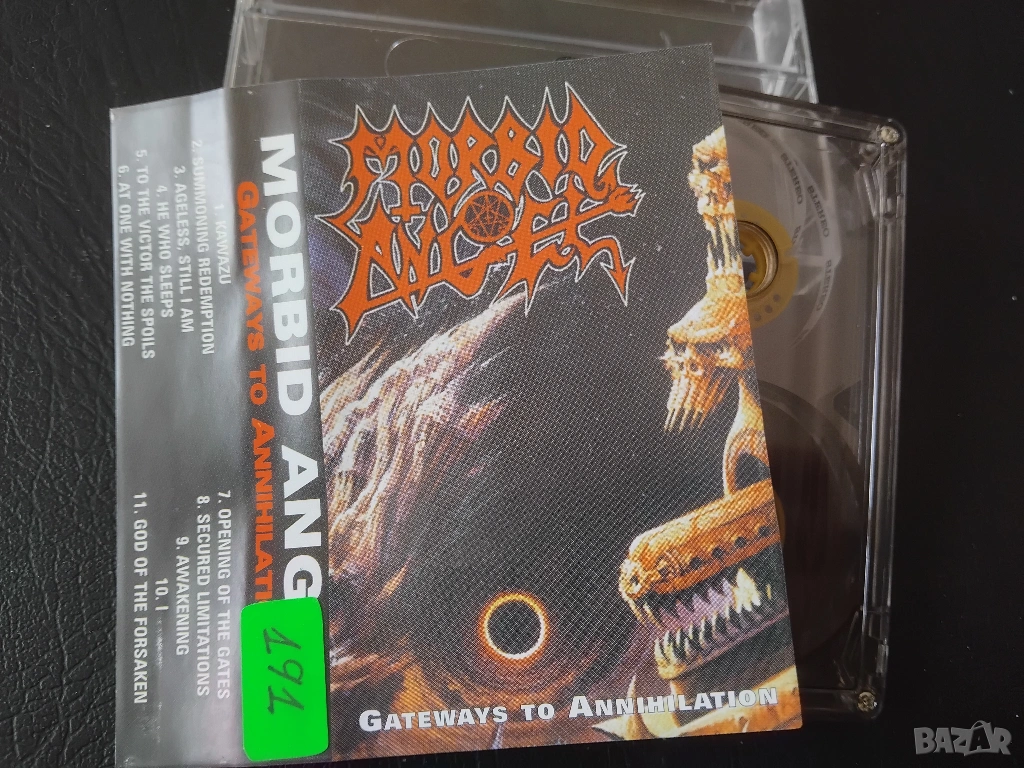 MORBID
ANGEL
GATEWAYS TO ANNIHILATION
MORBID ANG
GATEWAYS TO ANNIHILAT
1. KAWAZU
2. SUMMONING REDEMPTION
3. AGELESS, STILL I AM
4. HE WHO SLEEPS
5. TO THE VICTOR THE SPOILS
6. AT ONE WITH NOTHING
7. OPENING OF THE GATES
8. SECURED LIMITATIONS
9. AWAKENING
10. I
11. GOD OF THE FORSAKEN
191
BAZAR